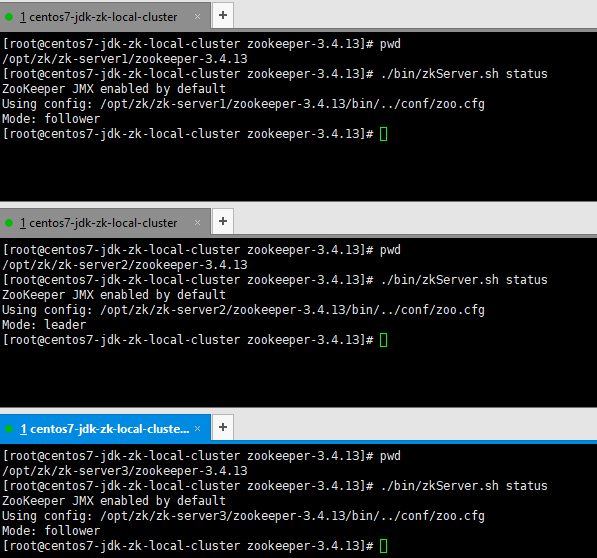 1 centos7-jdk-zk-local-cluster × +
[root@centos7-jdk-zk-local-cluster zookeeper-3.4.13]# pwd
/opt/zk/zk-server1/zookeeper-3.4.13
[root@centos7-jdk-zk-local-cluster zookeeper-3.4.13]# ./bin/zkServer.sh status
ZooKeeper JMX enabled by default
Using config: /opt/zk/zk-server1/zookeeper-3.4.13/bin/../conf/zoo.cfg
Mode: follower
[root@centos7-jdk-zk-local-cluster zookeeper-3.4.13]#
1 centos7-jdk-zk-local-cluster × +
[root@centos7-jdk-zk-local-cluster zookeeper-3.4.13]# pwd
/opt/zk/zk-server2/zookeeper-3.4.13
[root@centos7-jdk-zk-local-cluster zookeeper-3.4.13]# ./bin/zkServer.sh status
ZooKeeper JMX enabled by default
Using config: /opt/zk/zk-server2/zookeeper-3.4.13/bin/../conf/zoo.cfg
Mode: leader
[root@centos7-jdk-zk-local-cluster zookeeper-3.4.13]#
1 centos7-jdk-zk-local-cluste... × +
[root@centos7-jdk-zk-local-cluster zookeeper-3.4.13]# pwd
/opt/zk/zk-server3/zookeeper-3.4.13
[root@centos7-jdk-zk-local-cluster zookeeper-3.4.13]# ./bin/zkServer.sh status
ZooKeeper JMX enabled by default
Using config: /opt/zk/zk-server3/zookeeper-3.4.13/bin/../conf/zoo.cfg
Mode: follower
[root@centos7-jdk-zk-local-cluster zookeeper-3.4.13]#